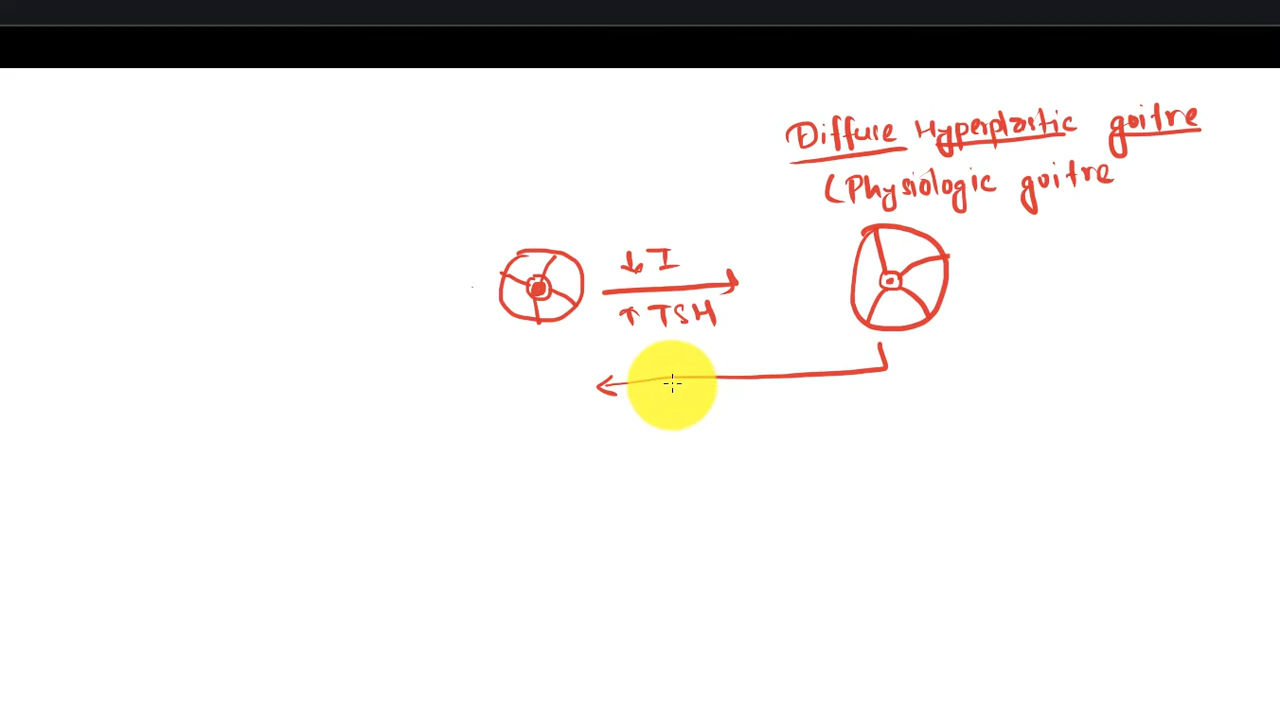 Diffuse Hyperplastic goitre
(Physiologic goitre
↓ I
↑ TSH